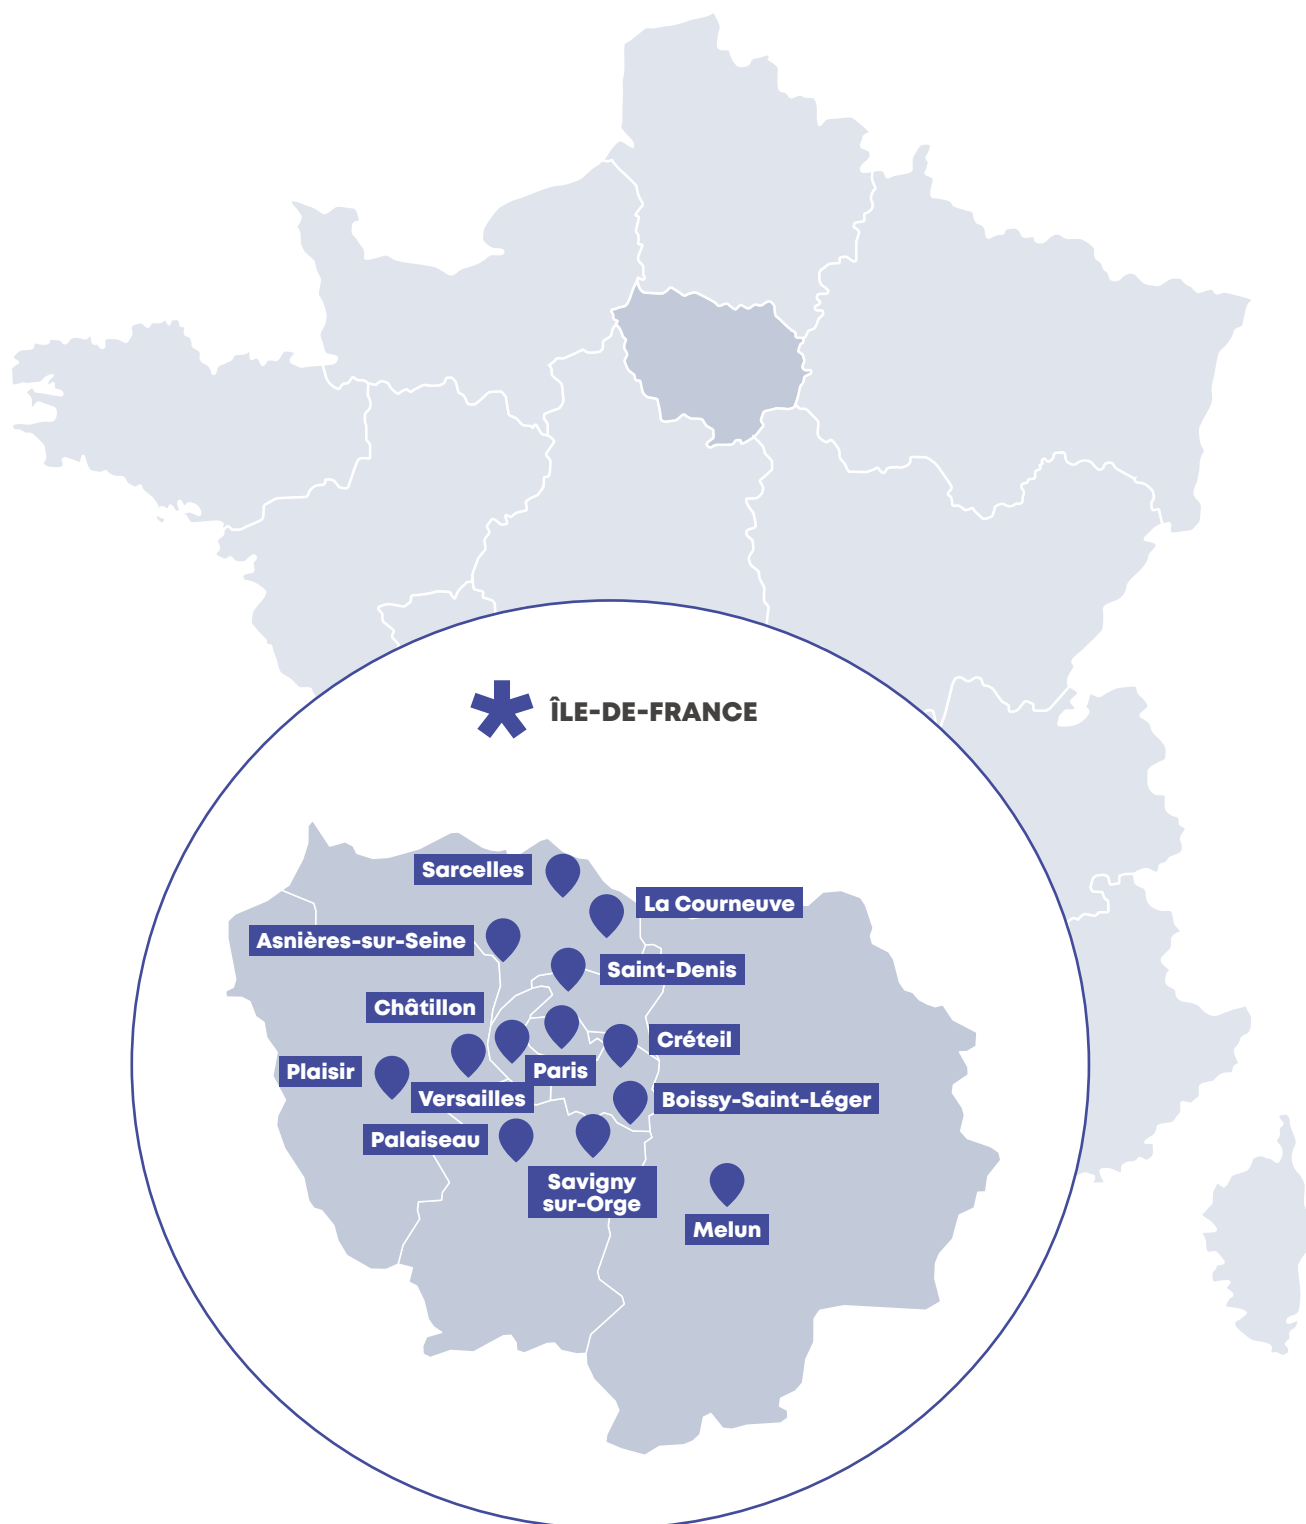 ÎLE-DE-FRANCE
Sarcelles
La Courneuve
Asnières-sur-Seine
Saint-Denis
Châtillon
Créteil
Plaisir
Paris
Versailles
Boissy-Saint-Léger
Palaiseau
Savigny
sur-Orge
Melun